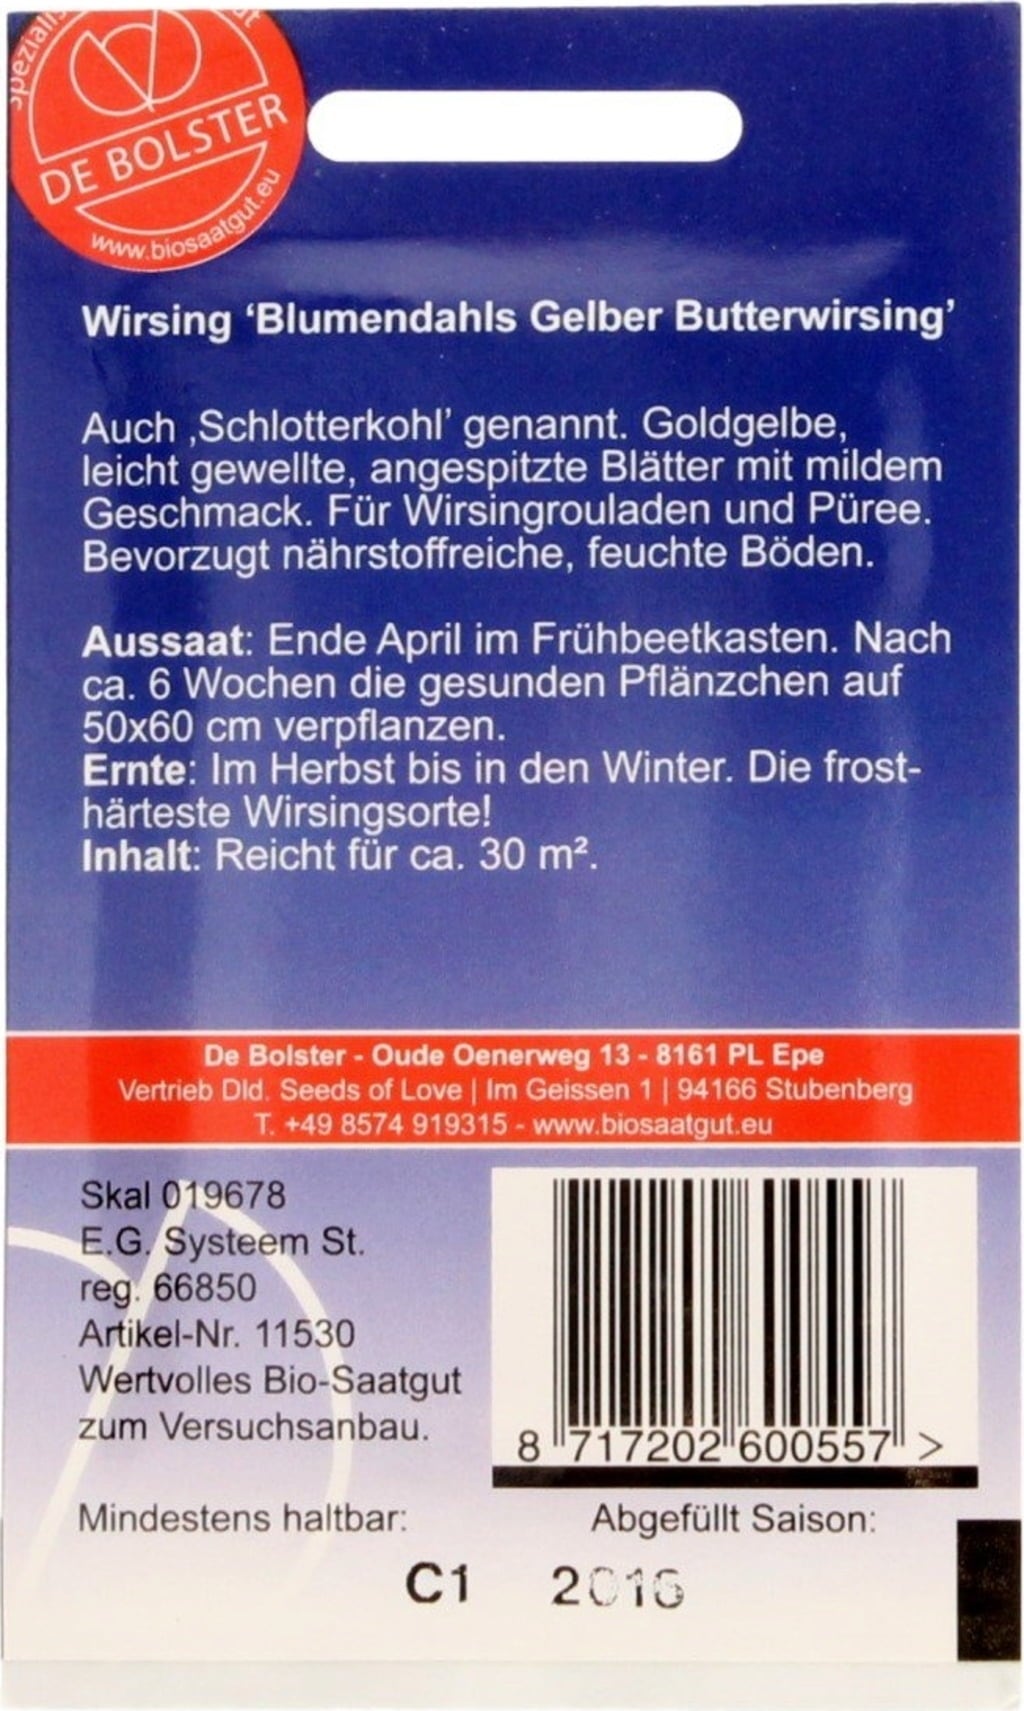 DE BOLSTER
www.biosaatgut.eu
Wirsing ‘Blumendahls Gelber Butterwirsing’
Auch ‚Schlotterkohl’ genannt. Goldgelbe,
leicht gewellte, angespitzte Blätter mit mildem
Geschmack. Für Wirsingrouladen und Püree.
Bevorzugt nährstoffreiche, feuchte Böden.
Aussaat: Ende April im Frühbeetkasten. Nach
ca. 6 Wochen die gesunden Pflänzchen auf
50x60 cm verpflanzen.
Ernte: Im Herbst bis in den Winter. Die frost-
härteste Wirsingsorte!
Inhalt: Reicht für ca. 30 m².
De Bolster - Oude Oenerweg 13 - 8161 PL Epe
Vertrieb Dld. Seeds of Love | Im Geissen 1 | 94166 Stubenberg
T. +49 8574 919315 - www.biosaatgut.eu
Skal 019678
E.G. Systeem St.
reg. 66850
Artikel-Nr. 11530
Wertvolles Bio-Saatgut
zum Versuchsanbau.
8 717202 600557 >
Mindestens haltbar: Abgefüllt Saison:
C1 2016